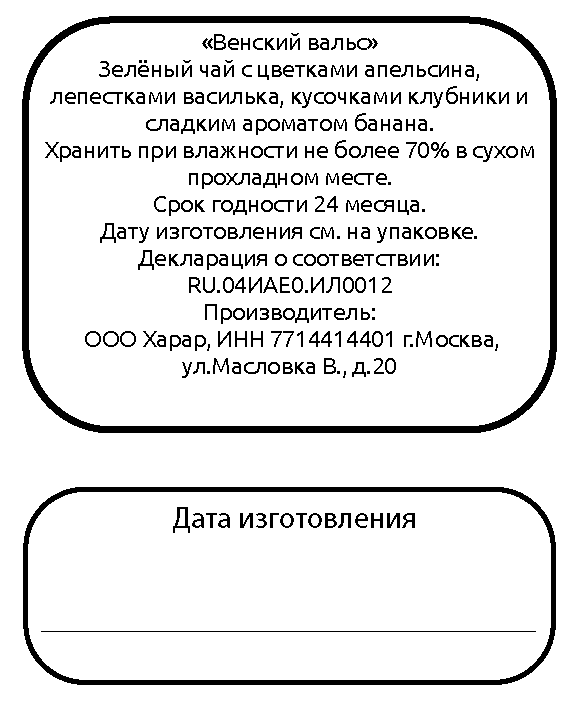 «Венский вальс»
Зелёный чай с цветками апельсина,
лепестками василька, кусочками клубники и
сладким ароматом банана.
Хранить при влажности не более 70% в сухом
прохладном месте.
Срок годности 24 месяца.
Дату изготовления см. на упаковке.
Декларация о соответствии:
RU.04ИАЕ0.ИЛ0012
Производитель:
ООО Харар, ИНН 7714414401 г.Москва,
ул.Масловка В., д.20
Дата изготовления